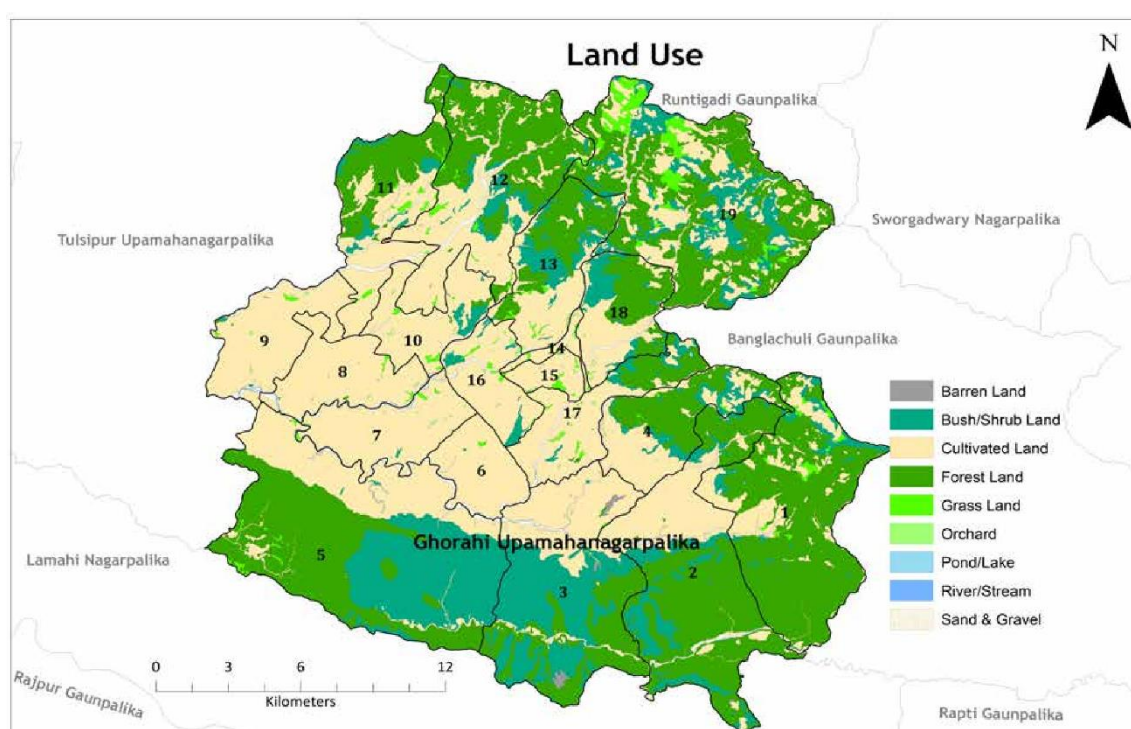 Land Use
N
Runtigadi Gaunpalika
11
12
19
Sworgadwary Nagarpalika
Tulsipur Upamahanagarpalika
13
18
9
10
14
Banglachuli Gaunpalika
8
16
15
17
7
4
6
1
Ghorahi Upamahanagarpalika
5
2
3
Lamahi Nagarpalika
Barren Land
Bush/Shrub Land
Cultivated Land
Forest Land
Grass Land
Orchard
Pond/Lake
River/Stream
Sand & Gravel
0 3 6 12
Kilometers
Rajpur Gaunpalika
Rapti Gaunpalika